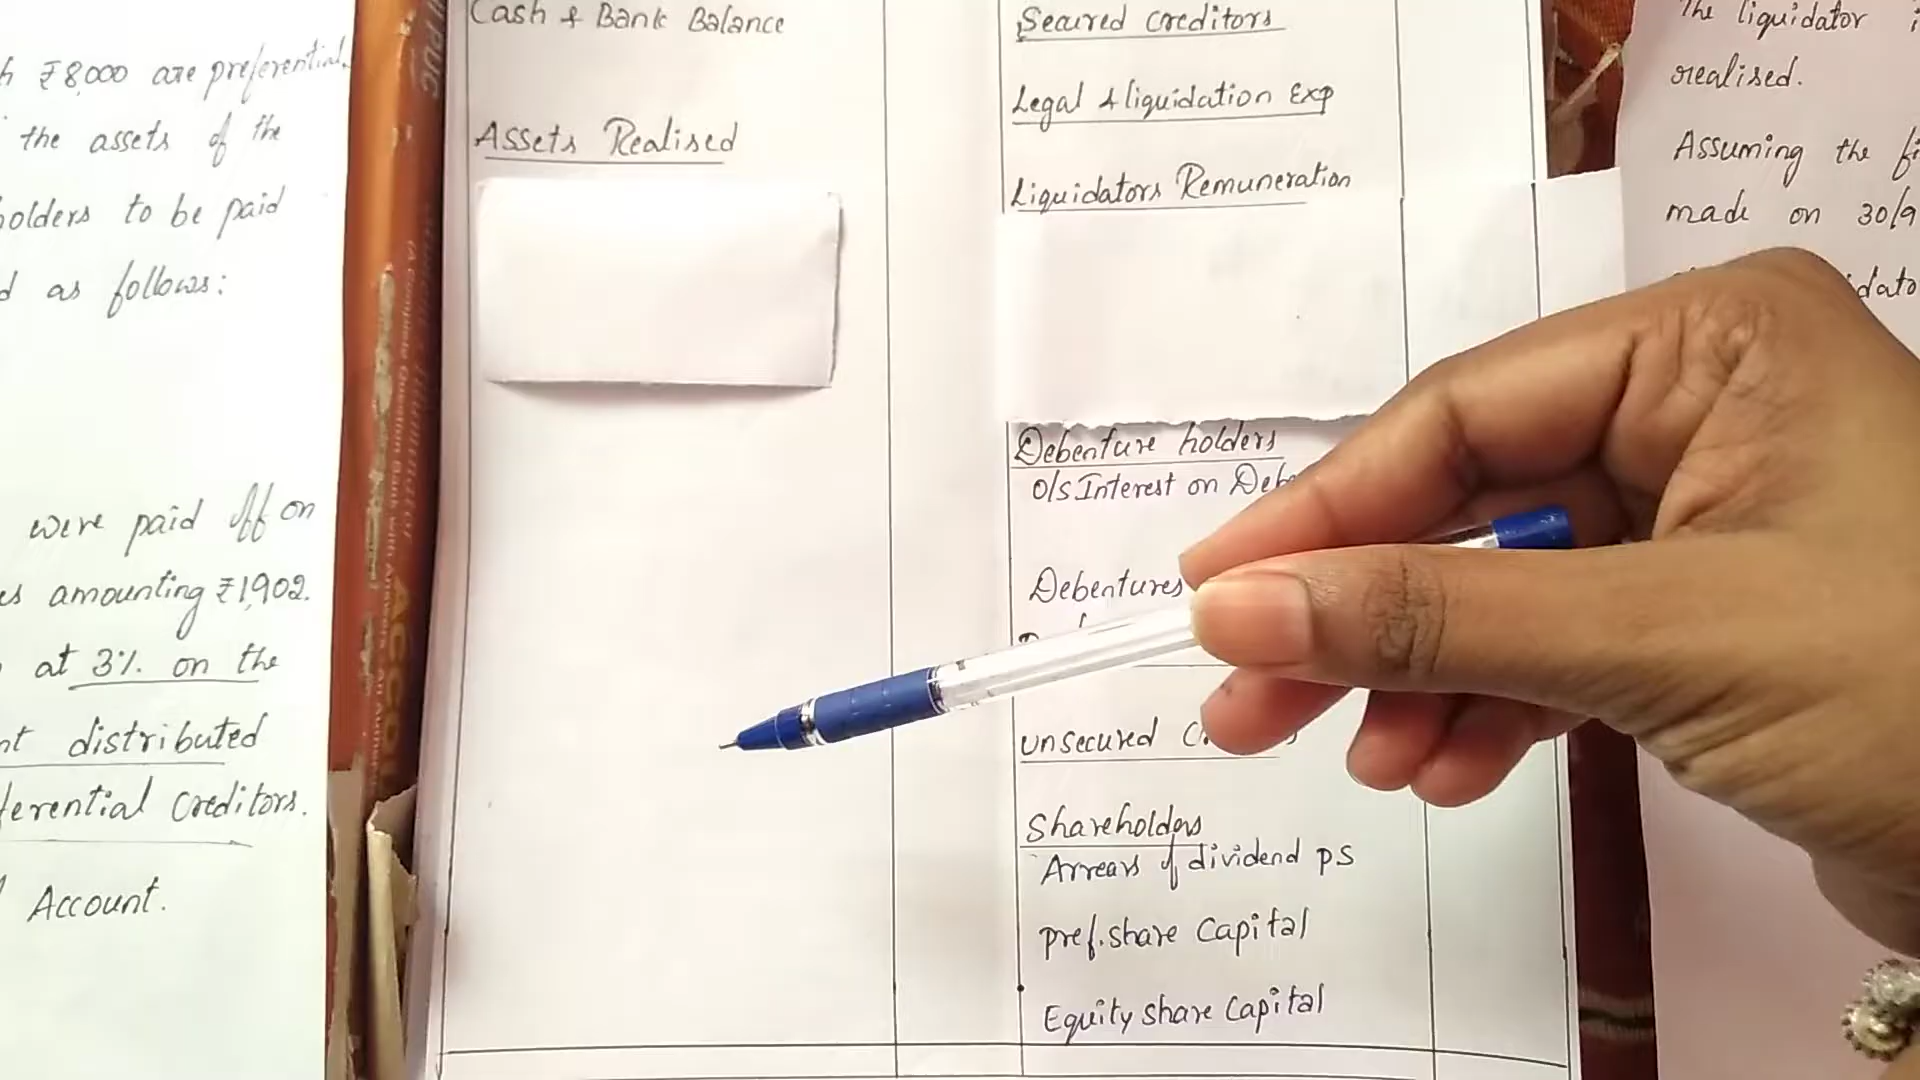 ₹8,000 are preferential.
the assets of the
holders to be paid
as follows:
were paid off on
amounting ₹1,902.
at 3%. on the
distributed
Creditors.
Account.
Cash & Bank Balance
Assets Realised
Secured Creditors
Legal & liquidation Exp
Liquidators Remuneration
Debenture holders
O/s Interest on Deb
Debentures
unsecured
Shareholders
Arrears of dividend PS
Pref. Share Capital
Equity Share Capital
The liquidator
realised.
Assuming the
made on 30/9